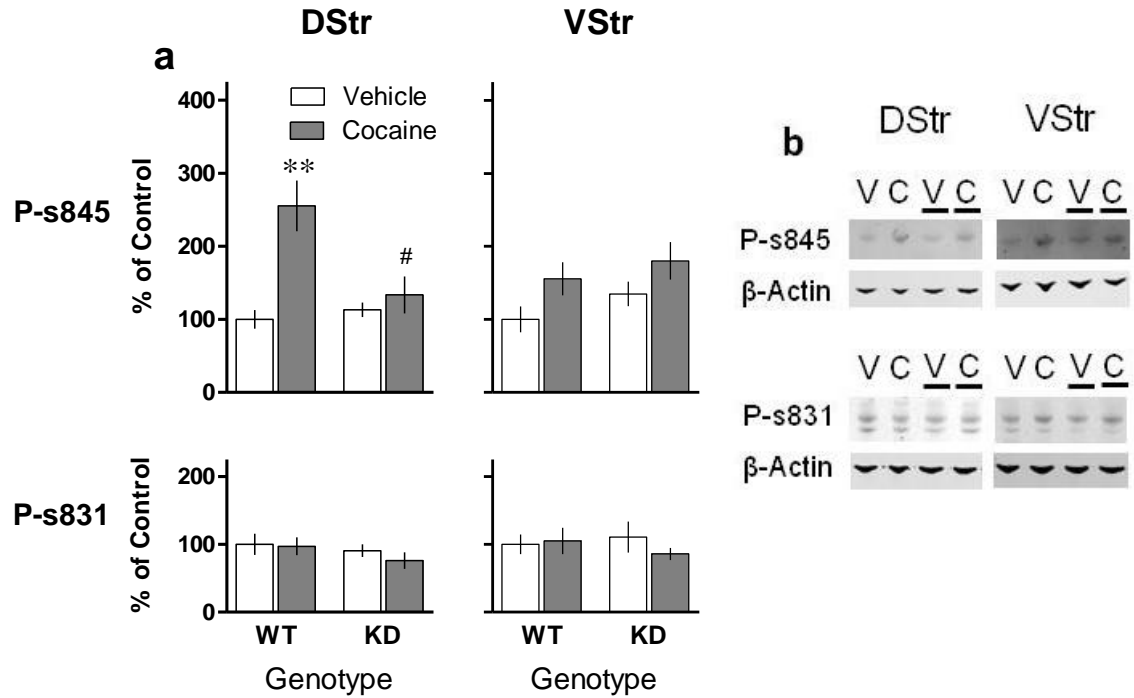 DStr VStr
a
Vehicle
Cocaine
400
300
200
100
0
% of Control
P-s845
**
#
200
100
0
% of Control
P-s831
WT KD WT KD
Genotype Genotype
b
DStr VStr
V C V C V C V C
P-s845
β-Actin
V C V C V C V C
P-s831
β-Actin